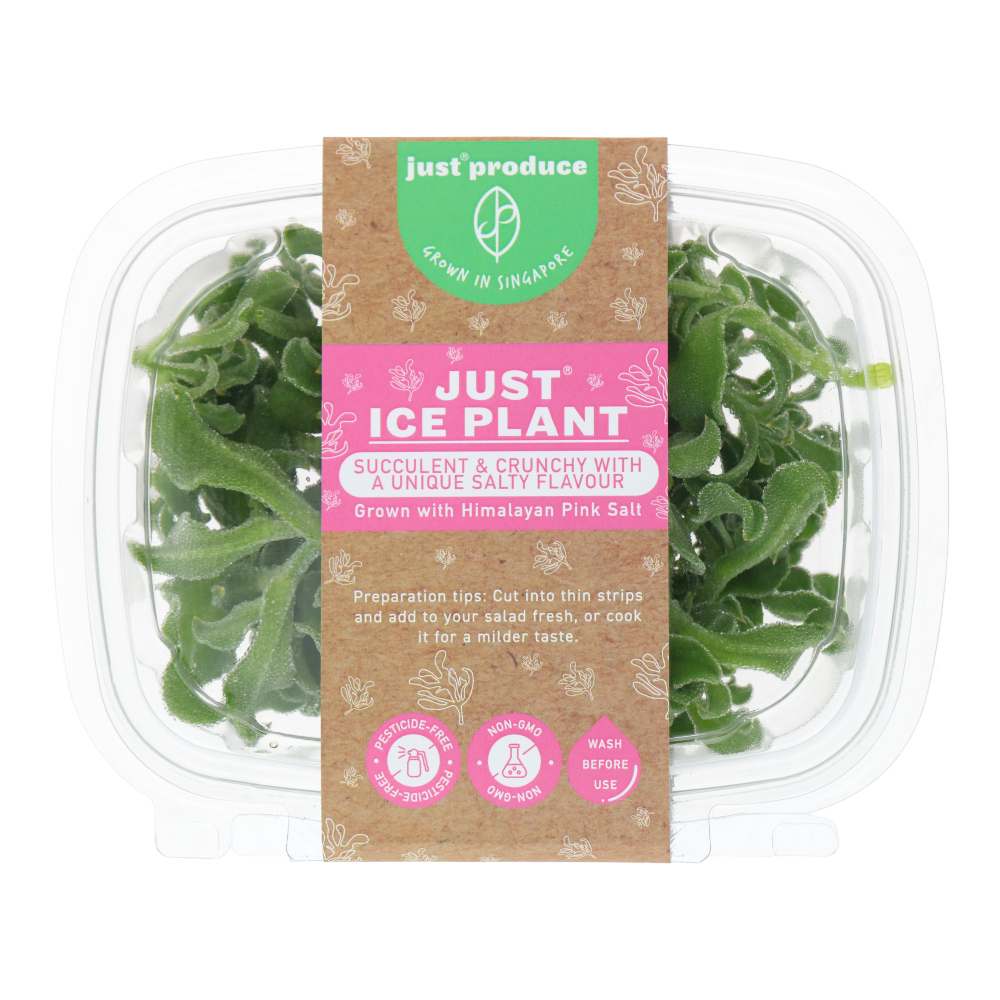 just® produce
GROWN IN SINGAPORE
JUST®
ICE PLANT
SUCCULENT & CRUNCHY WITH
A UNIQUE SALTY FLAVOUR
Grown with Himalayan Pink Salt
Preparation tips: Cut into thin strips
and add to your salad fresh, or cook
it for a milder taste.
PESTICIDE-FREE • PESTICIDE-FREE •
NON-GMO • NON-GMO •
WASH
BEFORE
USE